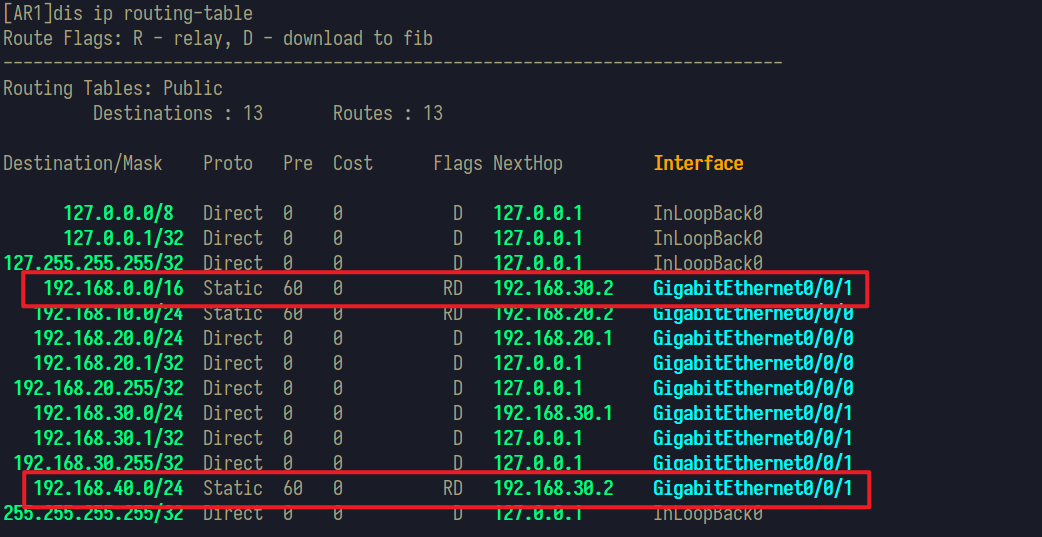 [AR1]dis ip routing-table
Route Flags: R - relay, D - download to fib
------------------------------------------------------------------------------
Routing Tables: Public
         Destinations : 13       Routes : 13

Destination/Mask    Proto   Pre  Cost      Flags NextHop         Interface

      127.0.0.0/8   Direct  0    0           D   127.0.0.1       InLoopBack0
      127.0.0.1/32  Direct  0    0           D   127.0.0.1       InLoopBack0
127.255.255.255/32  Direct  0    0           D   127.0.0.1       InLoopBack0
    192.168.0.0/16  Static  60   0          RD   192.168.30.2    GigabitEthernet0/0/1
   192.168.10.0/24  Static  60   0          RD   192.168.20.2    GigabitEthernet0/0/0
   192.168.20.0/24  Direct  0    0           D   192.168.20.1    GigabitEthernet0/0/0
   192.168.20.1/32  Direct  0    0           D   127.0.0.1       GigabitEthernet0/0/0
 192.168.20.255/32  Direct  0    0           D   127.0.0.1       GigabitEthernet0/0/0
   192.168.30.0/24  Direct  0    0           D   192.168.30.1    GigabitEthernet0/0/1
   192.168.30.1/32  Direct  0    0           D   127.0.0.1       GigabitEthernet0/0/1
 192.168.30.255/32  Direct  0    0           D   127.0.0.1       GigabitEthernet0/0/1
   192.168.40.0/24  Static  60   0          RD   192.168.30.2    GigabitEthernet0/0/1
255.255.255.255/32  Direct  0    0           D   127.0.0.1       InLoopBack0